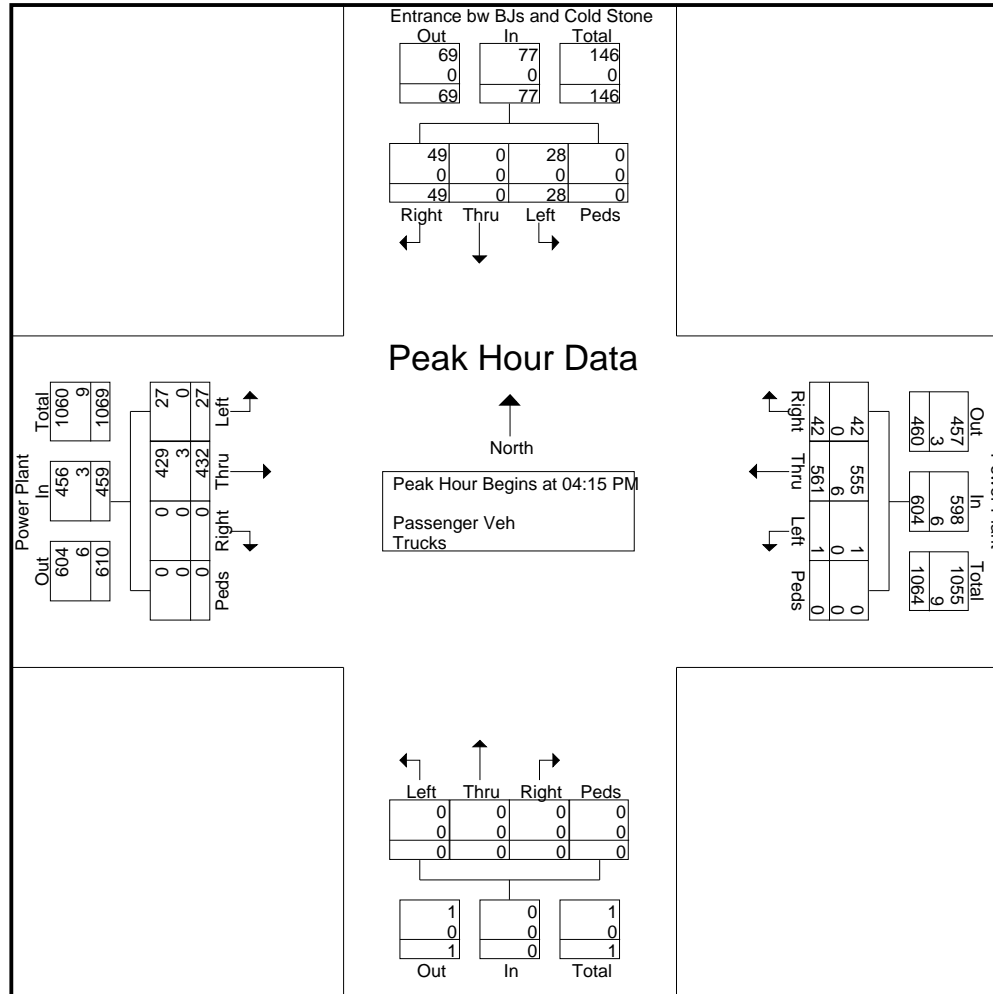 Entrance bw BJs and Cold Stone
Out In Total
69 77 146
0 0 0
69 77 146
49 0 28 0
0 0 0 0
49 0 28 0
Right Thru Left Peds
Peak Hour Data
North
Peak Hour Begins at 04:15 PM
Passenger Veh
Trucks
Power Plant
Out In Total
604 456 1060
6 3 9
610 459 1069
Peds Right Thru Left
0 0 429 27
0 0 3 0
0 0 432 27
Out In Total
457 598 1055
3 6 9
460 604 1064
42 555 1 0
0 6 0 0
42 561 1 0
Right Thru Left Peds
Left Thru Right Peds
0 0 0 0
0 0 0 0
0 0 0 0
1 0 1
0 0 0
1 0 1
Out In Total